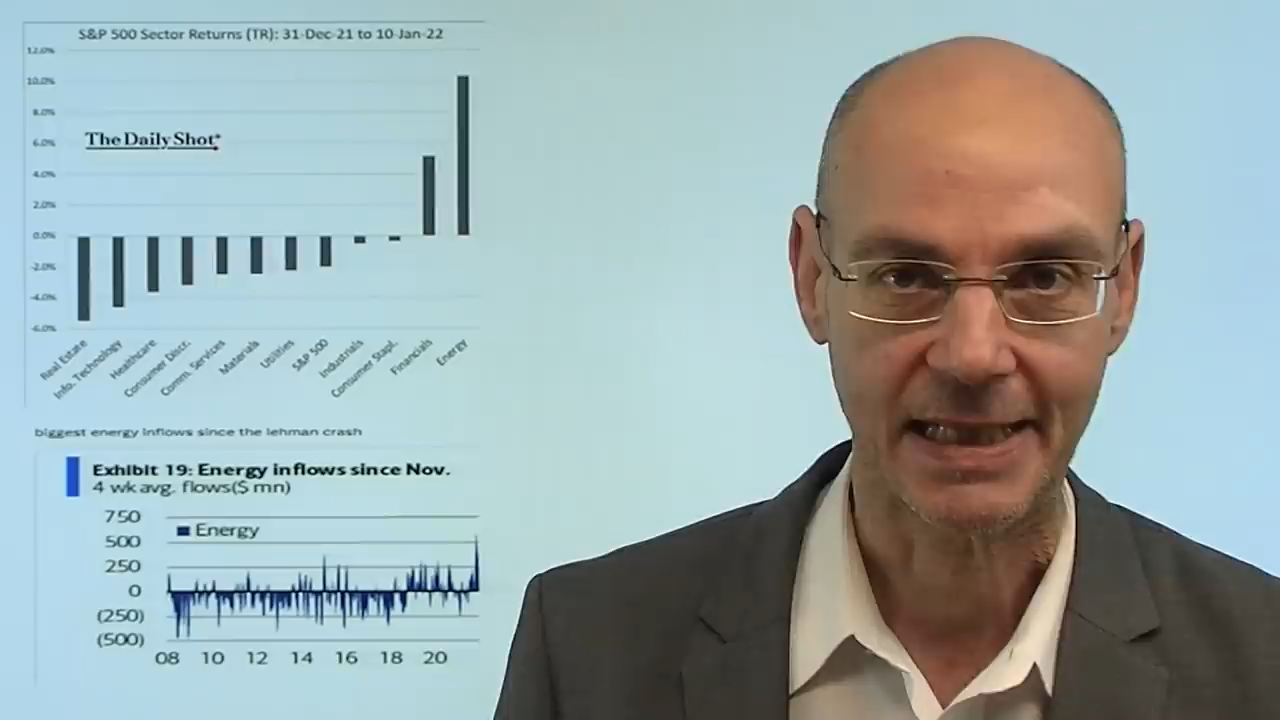 S&P 500 Sector Returns (TR): 31-Dec-21 to 10-Jan-22
12.0%
10.0%
8.0%
6.0%
4.0%
2.0%
0.0%
-2.0%
-4.0%
-6.0%
The Daily Shot*
Real Estate
Info. Technology
Healthcare
Consumer Discr.
Comm. Services
Materials
Utilities
S&P 500
Industrials
Consumer Stapl.
Financials
Energy
biggest energy inflows since the lehman crash
Exhibit 19: Energy inflows since Nov.
4 wk avg. flows($ mn)
750
500
250
0
(250)
(500)
Energy
08 10 12 14 16 18 20